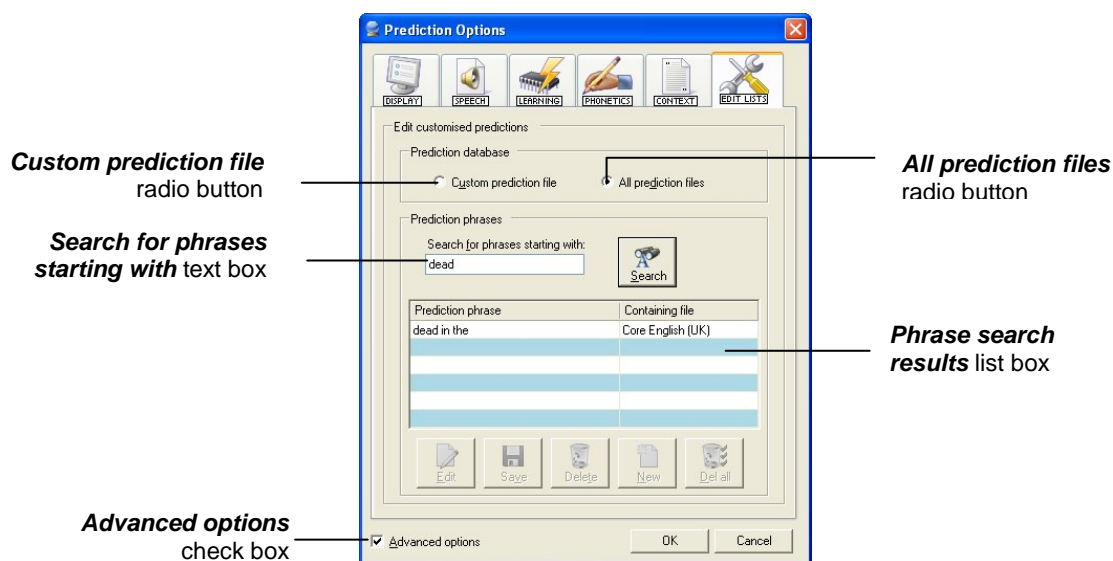 Prediction Options
DISPLAY SPEECH LEARNING PHONETICS CONTEXT EDIT LISTS
Edit customised predictions
Prediction database
Custom prediction file All prediction files
Custom prediction file
radio button
All prediction files
radio button
Prediction phrases
Search for phrases starting with:
dead
Search
Search for phrases
starting with text box
Prediction phrase Containing file
dead in the Core English (UK)
Phrase search
results list box
Edit Save Delete New Del all
Advanced options
check box
Advanced options OK Cancel